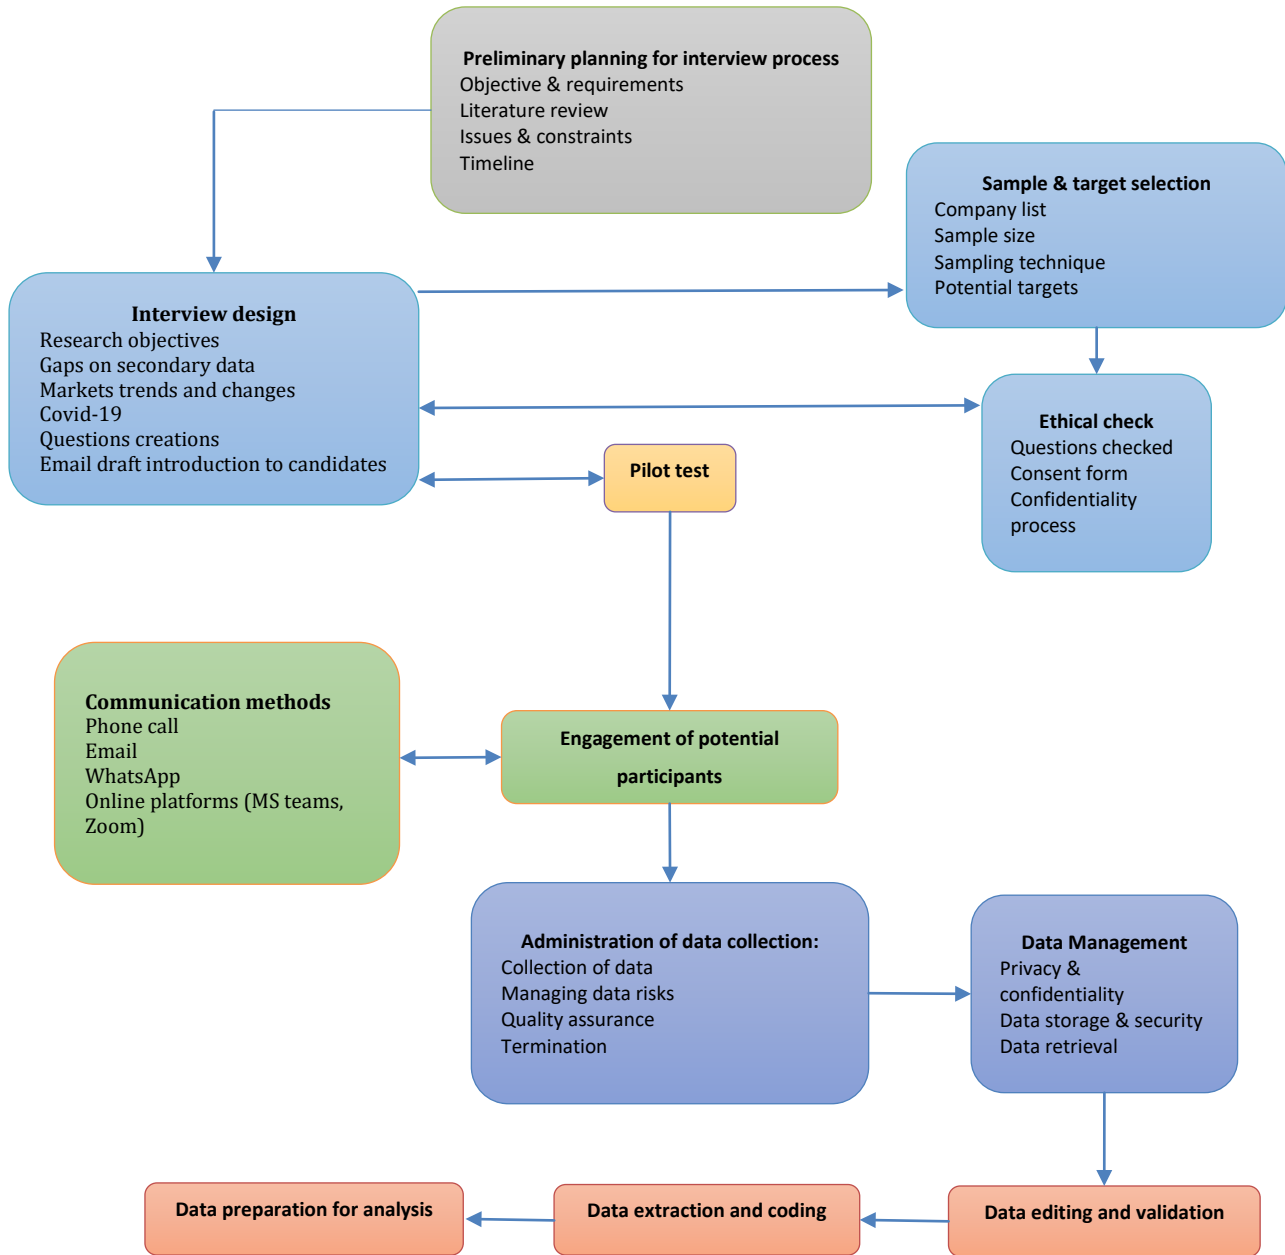 Preliminary planning for interview process
Objective & requirements
Literature review
Issues & constraints
Timeline
Sample & target selection
Company list
Sample size
Sampling technique
Potential targets
Interview design
Research objectives
Gaps on secondary data
Markets trends and changes
Covid-19
Questions creations
Email draft introduction to candidates
Ethical check
Questions checked
Consent form
Confidentiality
process
Pilot test
Communication methods
Phone call
Email
WhatsApp
Online platforms (MS teams,
Zoom)
Engagement of potential
participants
Administration of data collection:
Collection of data
Managing data risks
Quality assurance
Termination
Data Management
Privacy &
confidentiality
Data storage & security
Data retrieval
Data preparation for analysis
Data extraction and coding
Data editing and validation